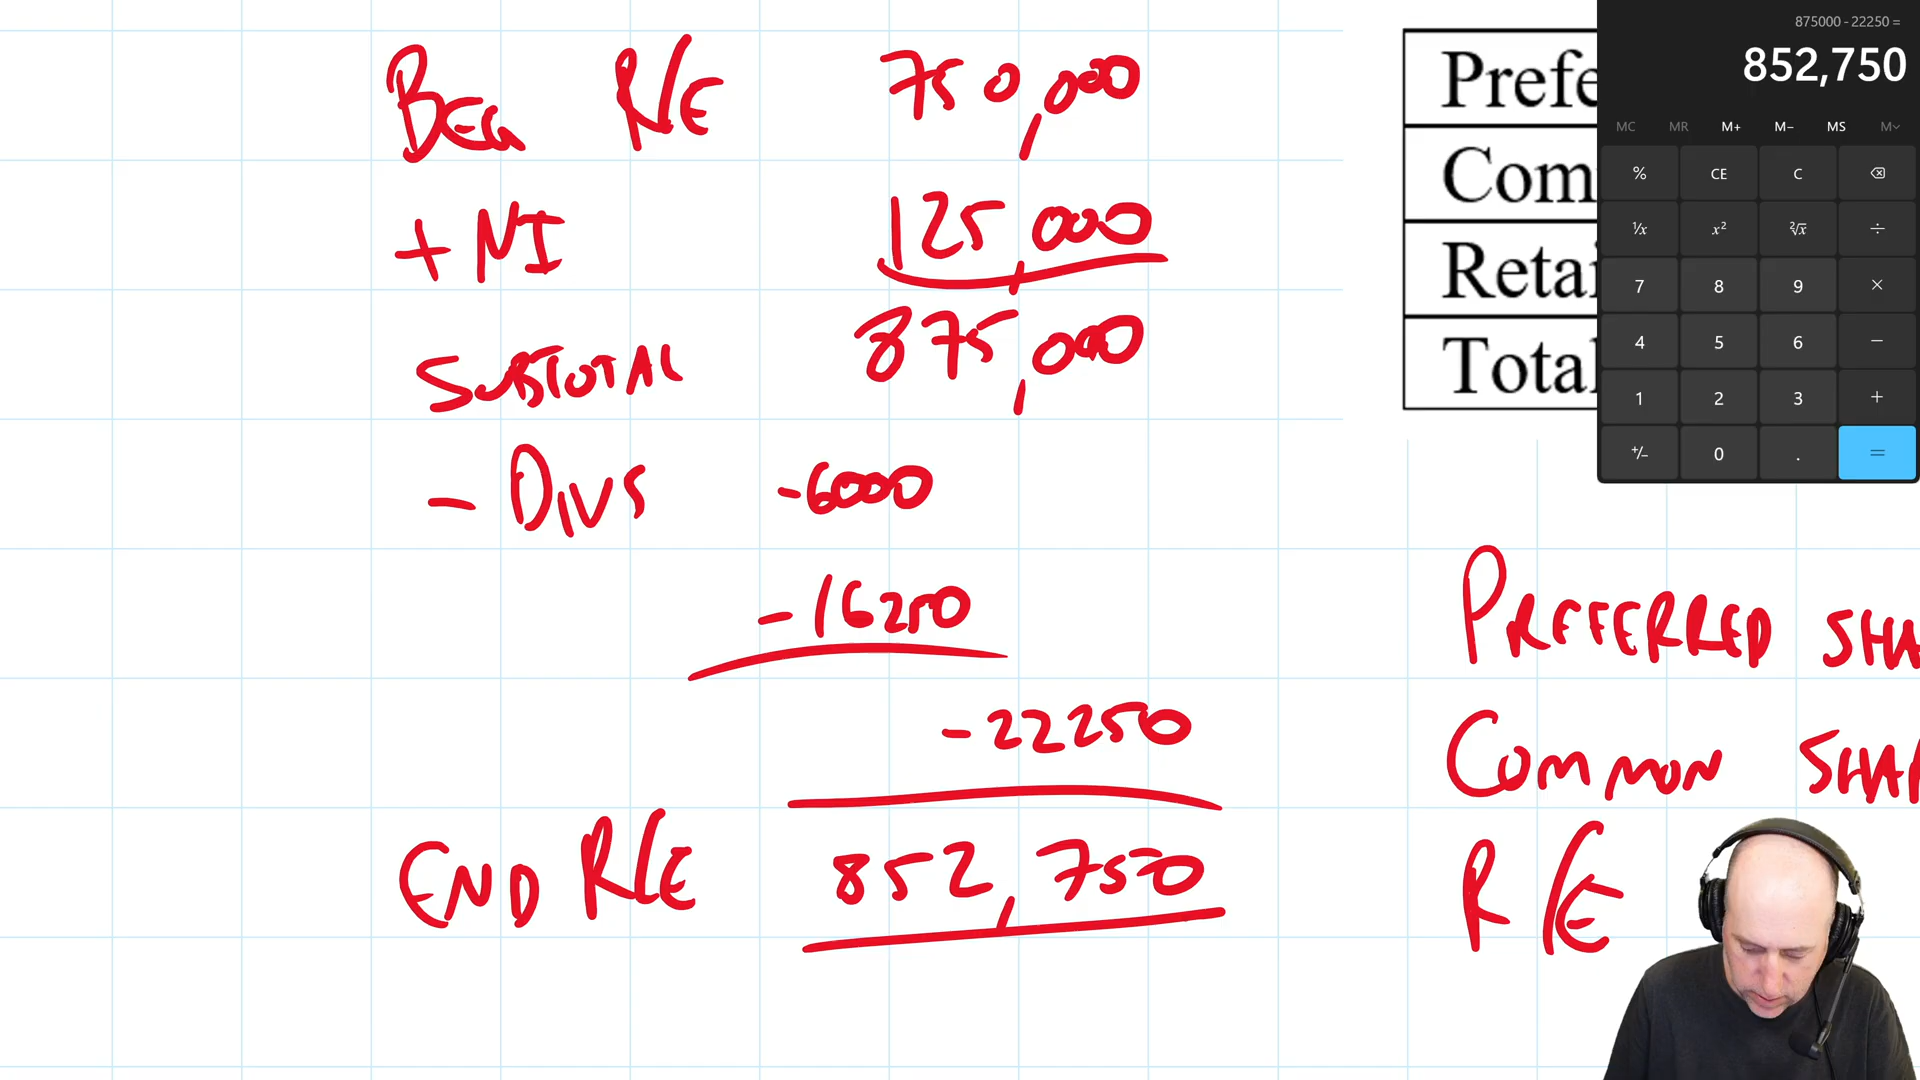 BEG R/E 750,000
+ NI 125,000
SUBTOTAL 875,000
- DIVS -6000
-16250
-22250
END R/E 852,750
Prefe
Com
Retai
Total
875000 - 22250 =
852,750
MC MR M+ M− MS M˅
% CE C ⌫
¹/x x² ²√x ÷
7 8 9 ×
4 5 6 −
1 2 3 +
+/− 0 . =
PREFERRED SHA
COMMON SHA
R/E